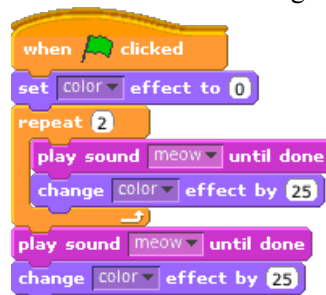 when clicked
set color effect to 0
repeat 2
play sound meow until done
change color effect by 25
play sound meow until done
change color effect by 25